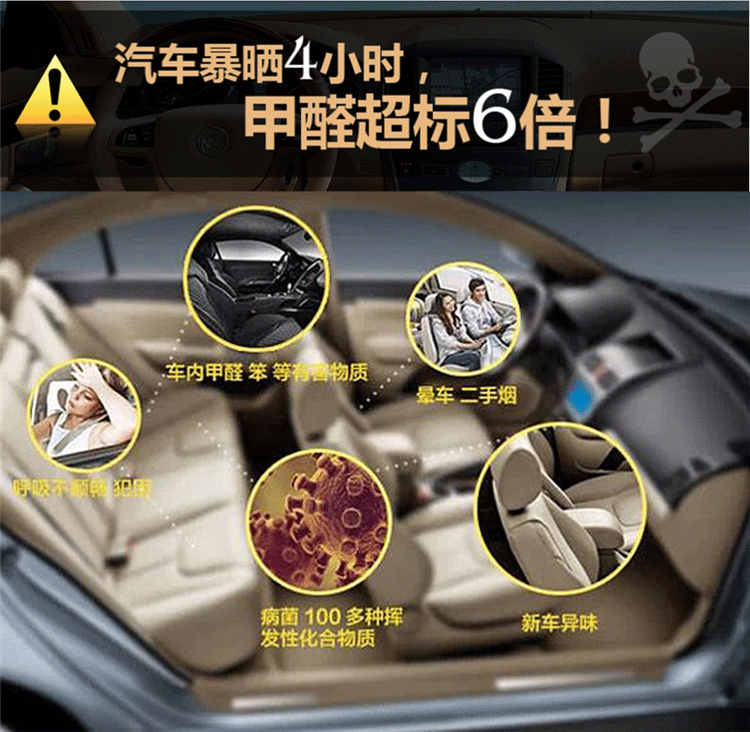 汽车暴晒4小时，
甲醛超标6倍！
车内甲醛 笨 等有害物质
晕车 二手烟
呼吸不顺畅 犯困
病菌 100 多种挥
发性化合物质
新车异味